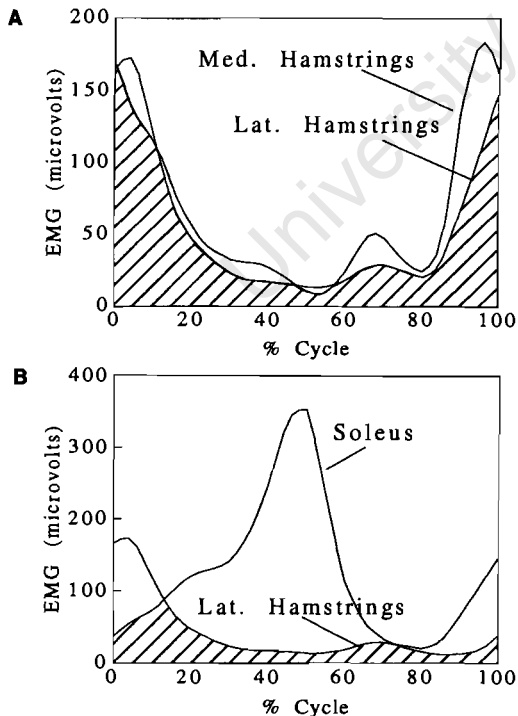 A
200
150
100
50
0
EMG (microvolts)
Med. Hamstrings
Lat. Hamstrings
University
0 20 40 60 80 100
% Cycle
B
400
300
200
100
0
EMG (microvolts)
Soleus
Lat. Hamstrings
0 20 40 60 80 100
% Cycle